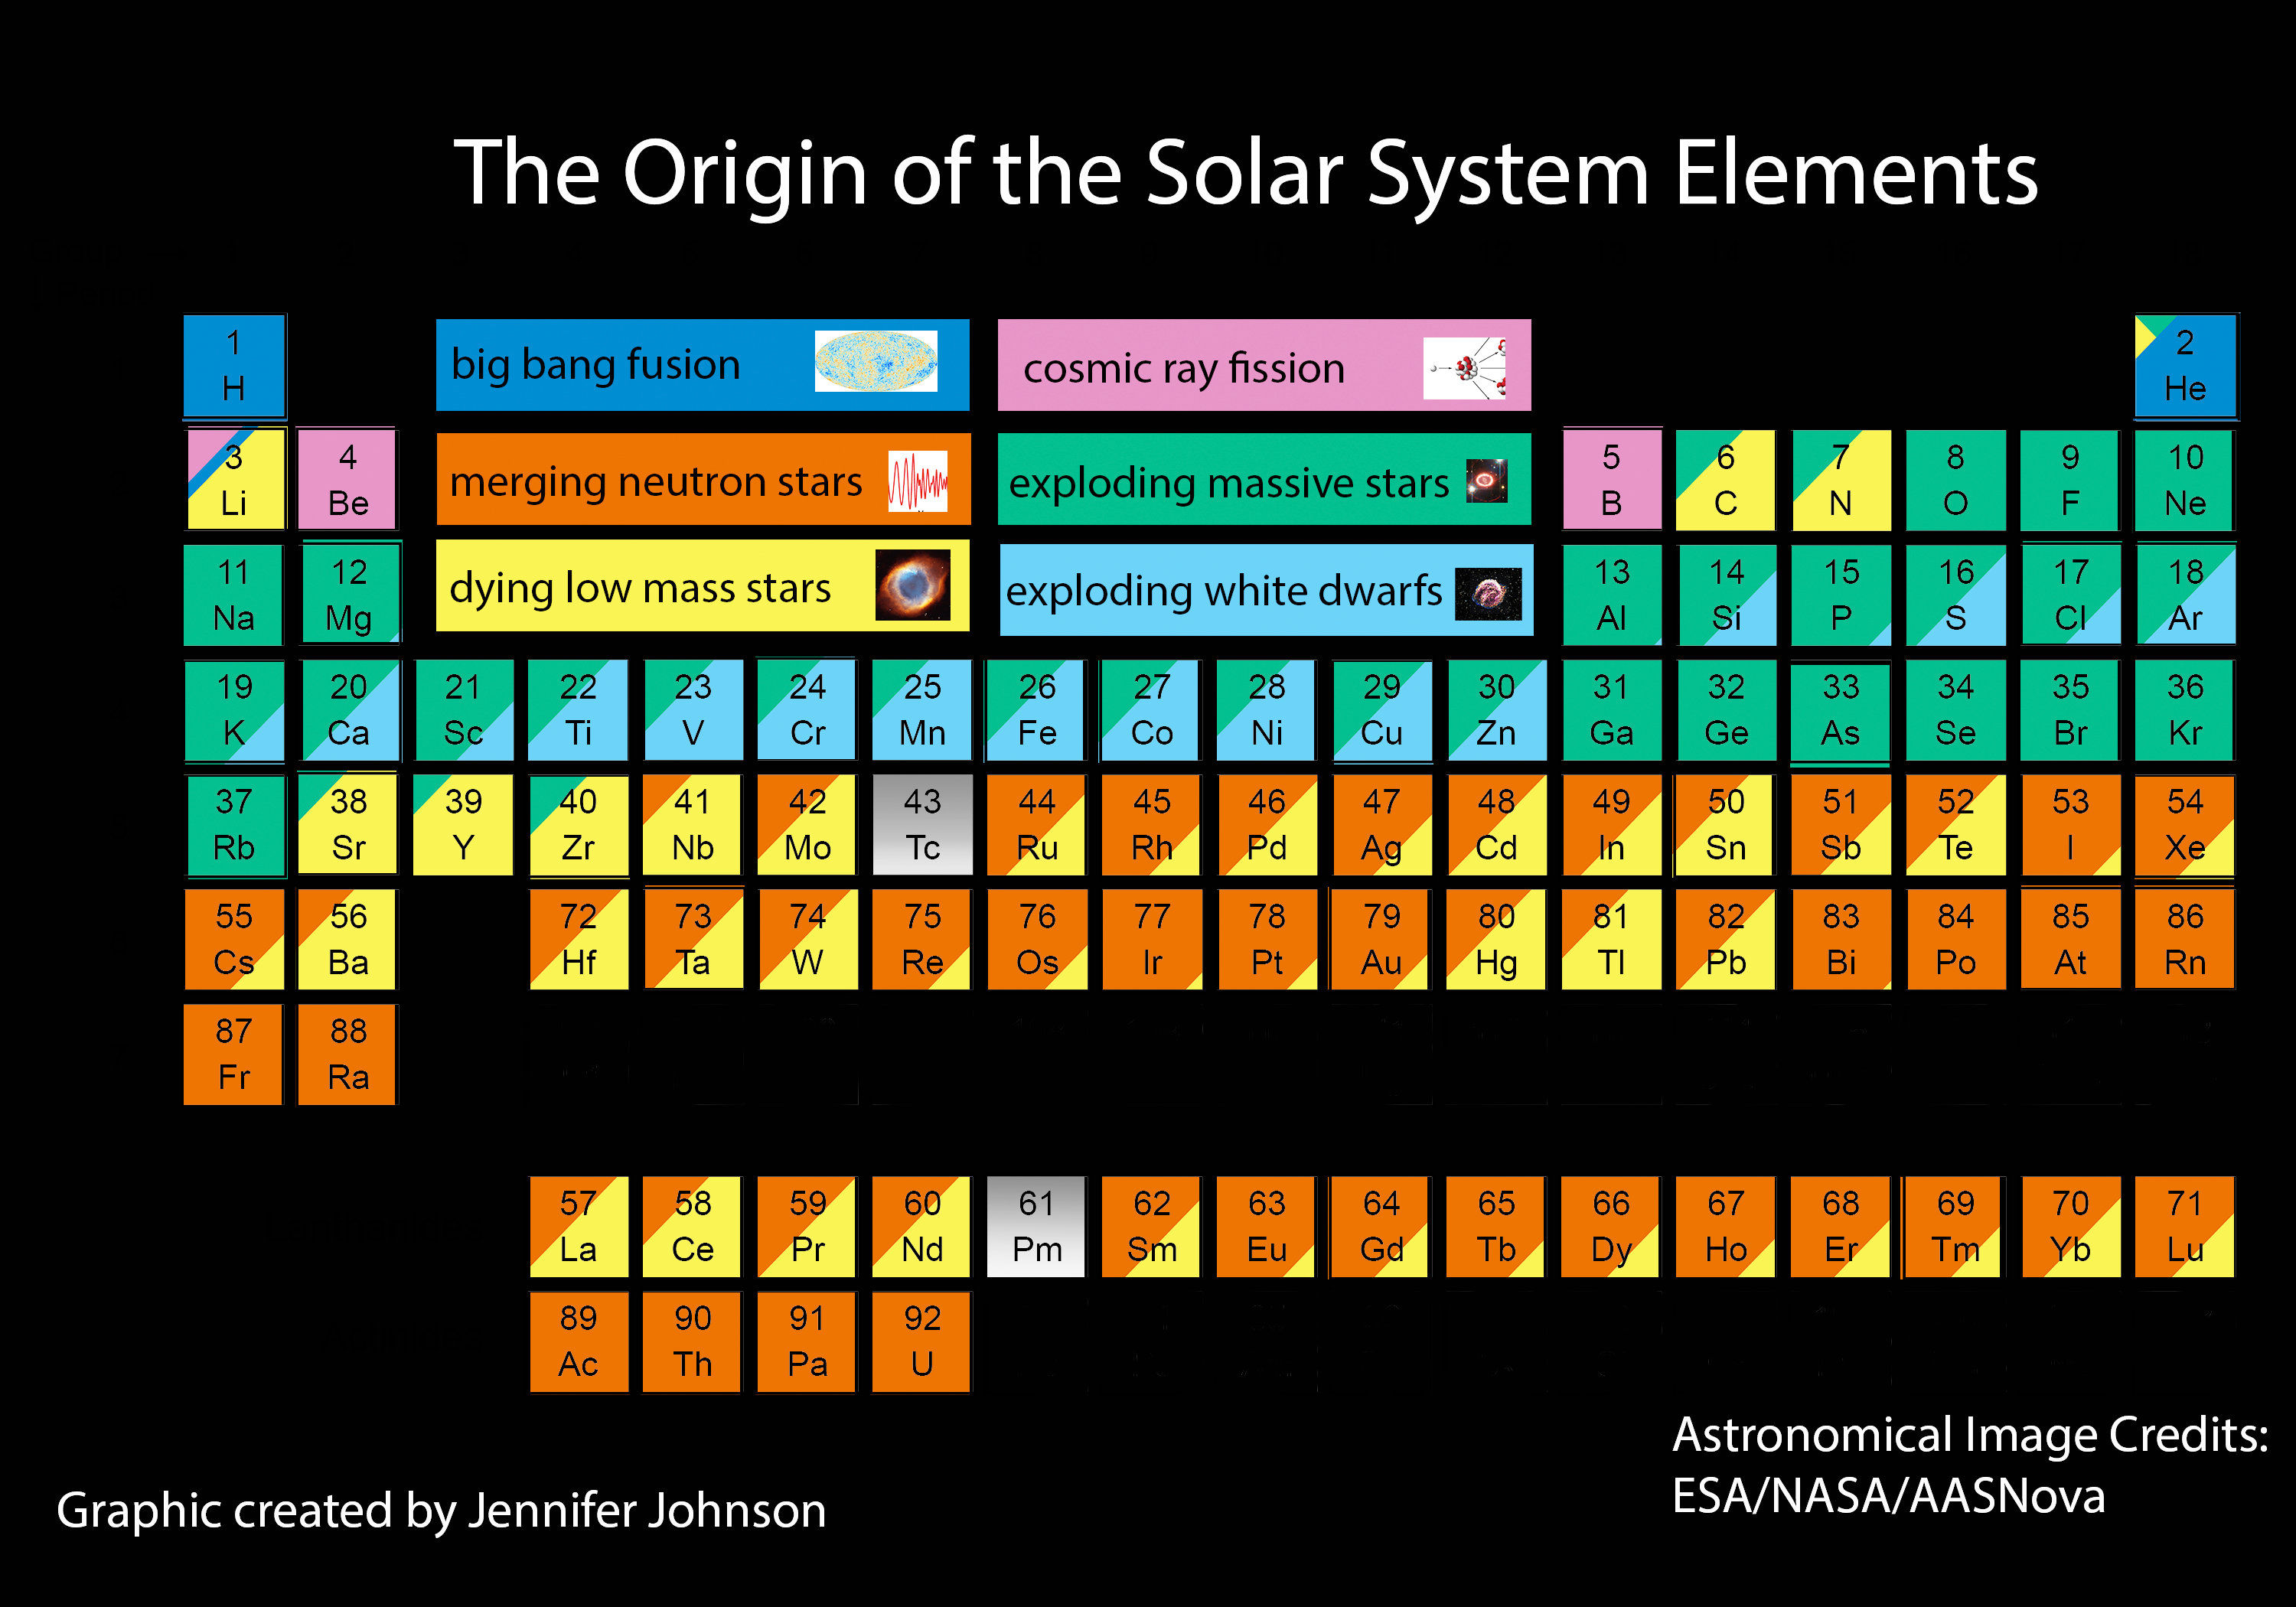 The Origin of the Solar System Elements
1
H
big bang fusion
cosmic ray fission
2
He
3
Li
4
Be
merging neutron stars
exploding massive stars
5
B
6
C
7
N
8
O
9
F
10
Ne
11
Na
12
Mg
dying low mass stars
exploding white dwarfs
13
Al
14
Si
15
P
16
S
17
Cl
18
Ar
19
K
20
Ca
21
Sc
22
Ti
23
V
24
Cr
25
Mn
26
Fe
27
Co
28
Ni
29
Cu
30
Zn
31
Ga
32
Ge
33
As
34
Se
35
Br
36
Kr
37
Rb
38
Sr
39
Y
40
Zr
41
Nb
42
Mo
43
Tc
44
Ru
45
Rh
46
Pd
47
Ag
48
Cd
49
In
50
Sn
51
Sb
52
Te
53
I
54
Xe
55
Cs
56
Ba
72
Hf
73
Ta
74
W
75
Re
76
Os
77
Ir
78
Pt
79
Au
80
Hg
81
Tl
82
Pb
83
Bi
84
Po
85
At
86
Rn
87
Fr
88
Ra
57
La
58
Ce
59
Pr
60
Nd
61
Pm
62
Sm
63
Eu
64
Gd
65
Tb
66
Dy
67
Ho
68
Er
69
Tm
70
Yb
71
Lu
89
Ac
90
Th
91
Pa
92
U
Astronomical Image Credits:
ESA/NASA/AASNova
Graphic created by Jennifer Johnson